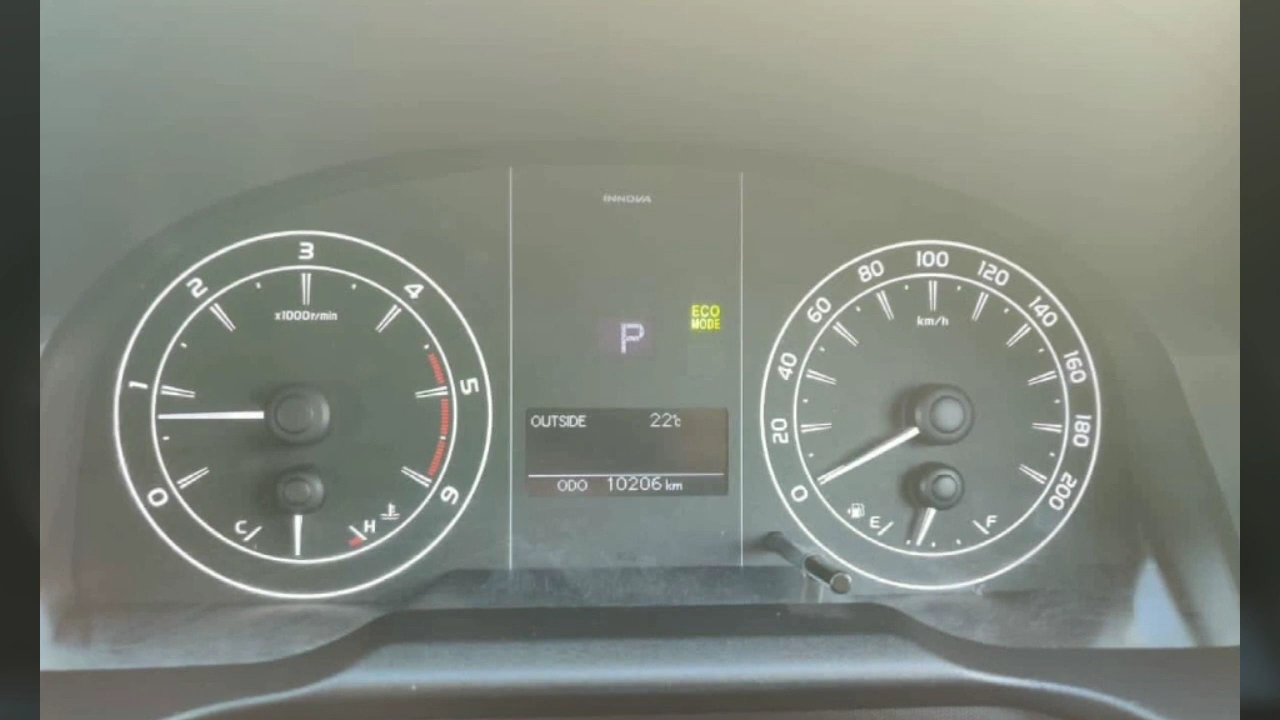 INNOVA
0
1
2
3
4
5
6
x1000r/min
C
H
P
ECO
MODE
OUTSIDE 22℃
ODO 10206 km
0
20
40
60
80
100
120
140
160
180
200
km/h
E
F